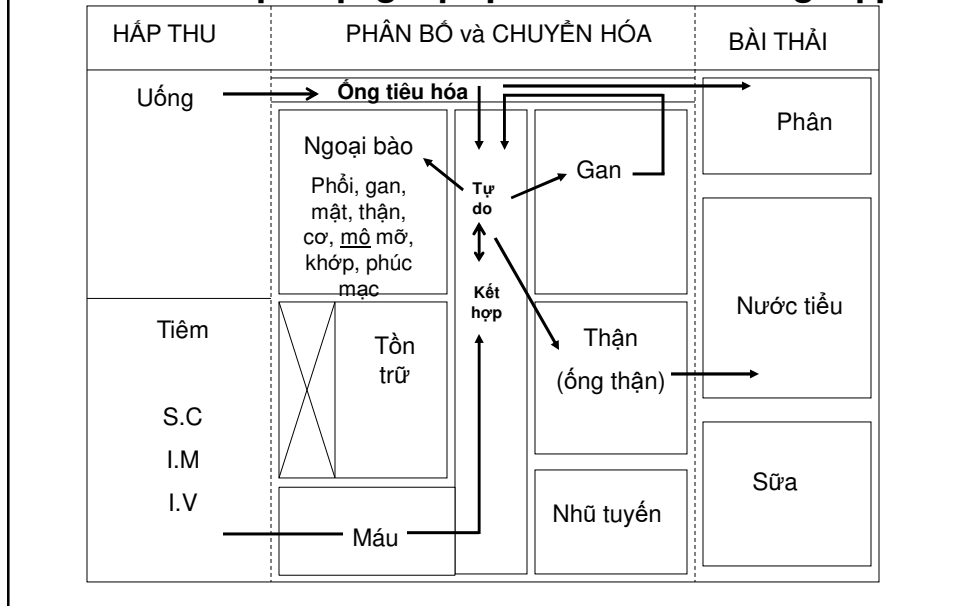 HẤP THU
PHÂN BỐ và CHUYỂN HÓA
BÀI THẢI
Uống
Ống tiêu hóa
Phân
Ngoại bào
Phổi, gan,
mật, thận,
cơ, mô mỡ,
khớp, phúc
mạc
Tự
do
Gan
Kết
hợp
Nước tiểu
Tiêm
S.C
I.M
I.V
Tồn
trữ
Thận
(ống thận)
Máu
Nhũ tuyến
Sữa